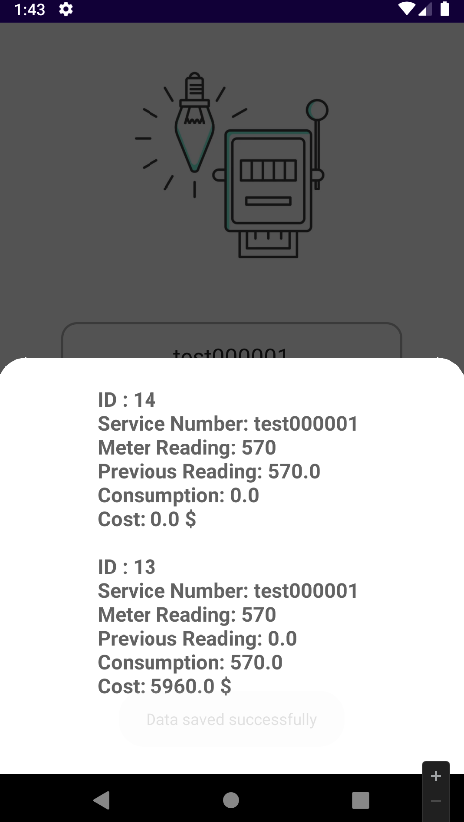 1:43
test000001
ID : 14
Service Number: test000001
Meter Reading: 570
Previous Reading: 570.0
Consumption: 0.0
Cost: 0.0 $
ID : 13
Service Number: test000001
Meter Reading: 570
Previous Reading: 0.0
Consumption: 570.0
Cost: 5960.0 $
Data saved successfully